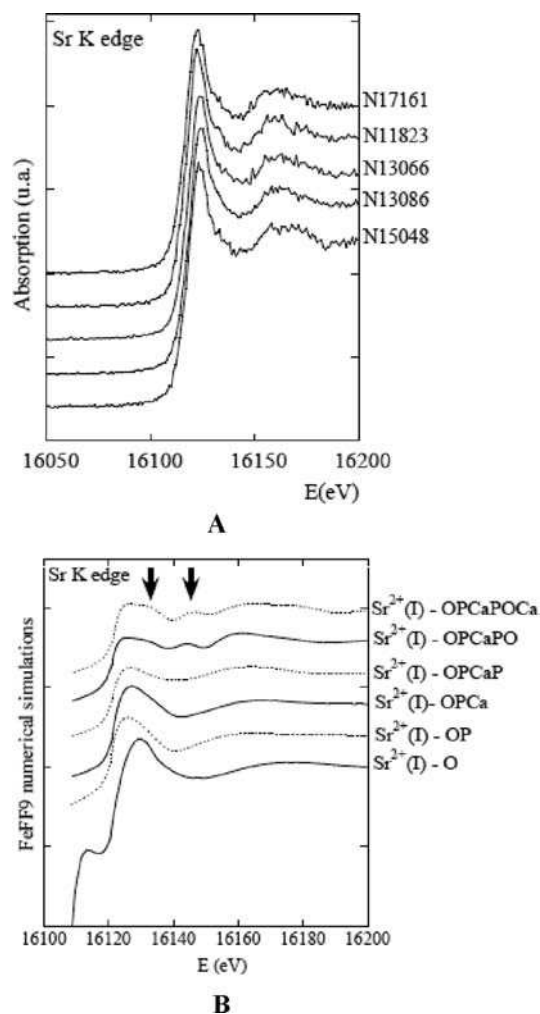 Sr K edge
N17161
N11823
N13066
N13086
N15048
Absorption (u.a.)
16050
16100
16150
16200
E(eV)
A
Sr K edge
Sr²⁺(I) - OPCaPOCa
Sr²⁺(I) - OPCaPO
Sr²⁺(I) - OPCaP
Sr²⁺(I)- OPCa
Sr²⁺(I) - OP
Sr²⁺(I) - O
FeFF9 numerical simulations
16100
16120
16140
16160
16180
16200
E (eV)
B